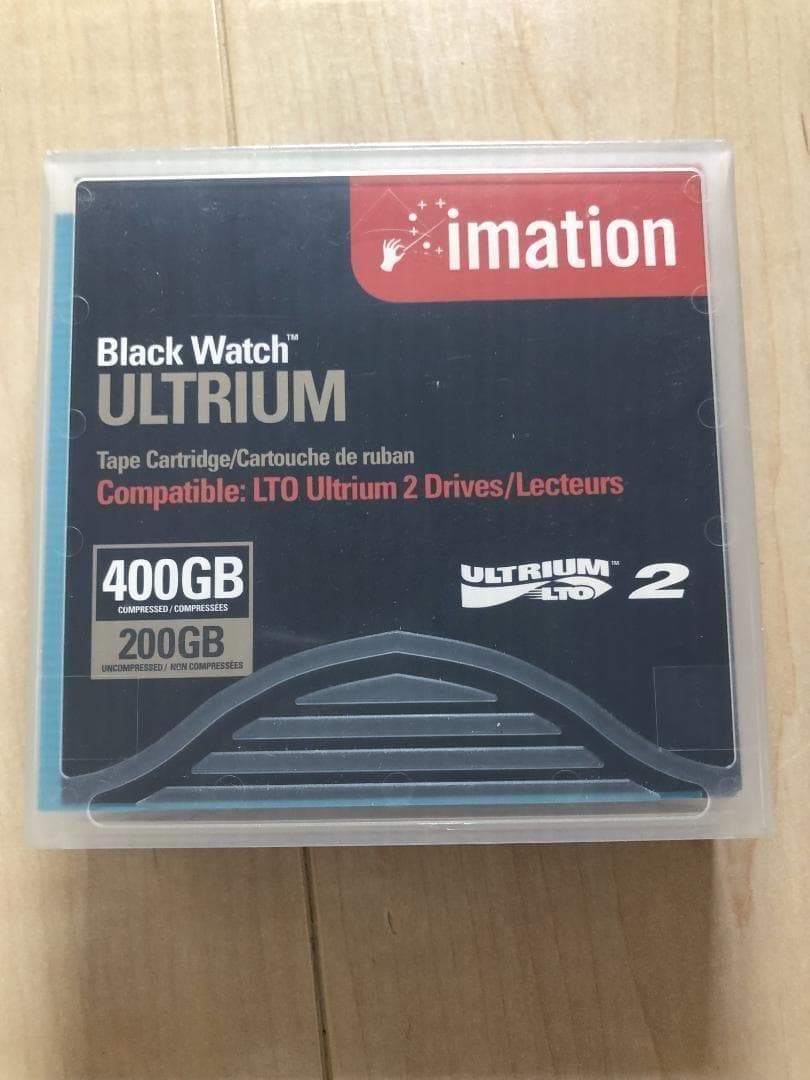 imation
Black Watch™
ULTRIUM
Tape Cartridge/Cartouche de ruban
Compatible: LTO Ultrium 2 Drives/Lecteurs
400GB
COMPRESSED / COMPRESSÉES
200GB
UNCOMPRESSED / NON COMPRESSÉES
ULTRIUM™ 2
LTO